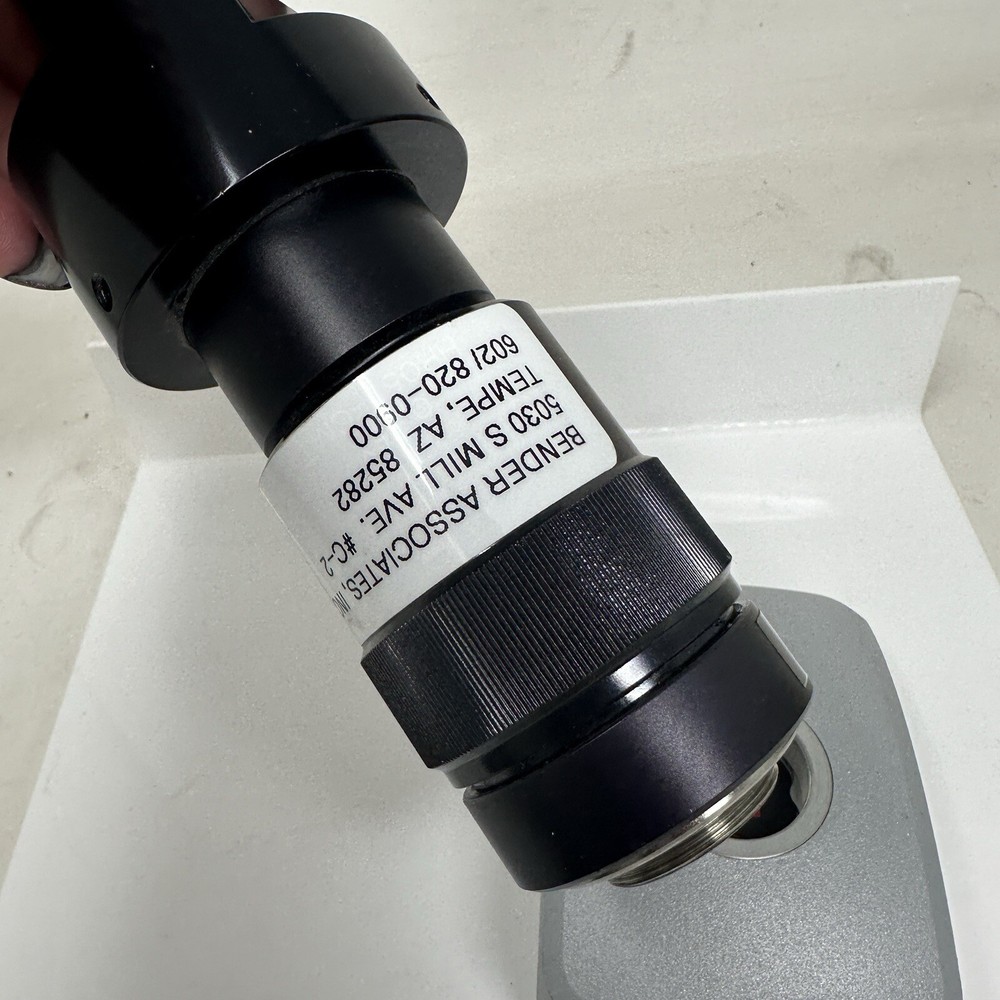 BENDER ASSOCIATES, INC
5030 S MILL AVE. #C-2
TEMPE, AZ 85282
602/ 820-0900